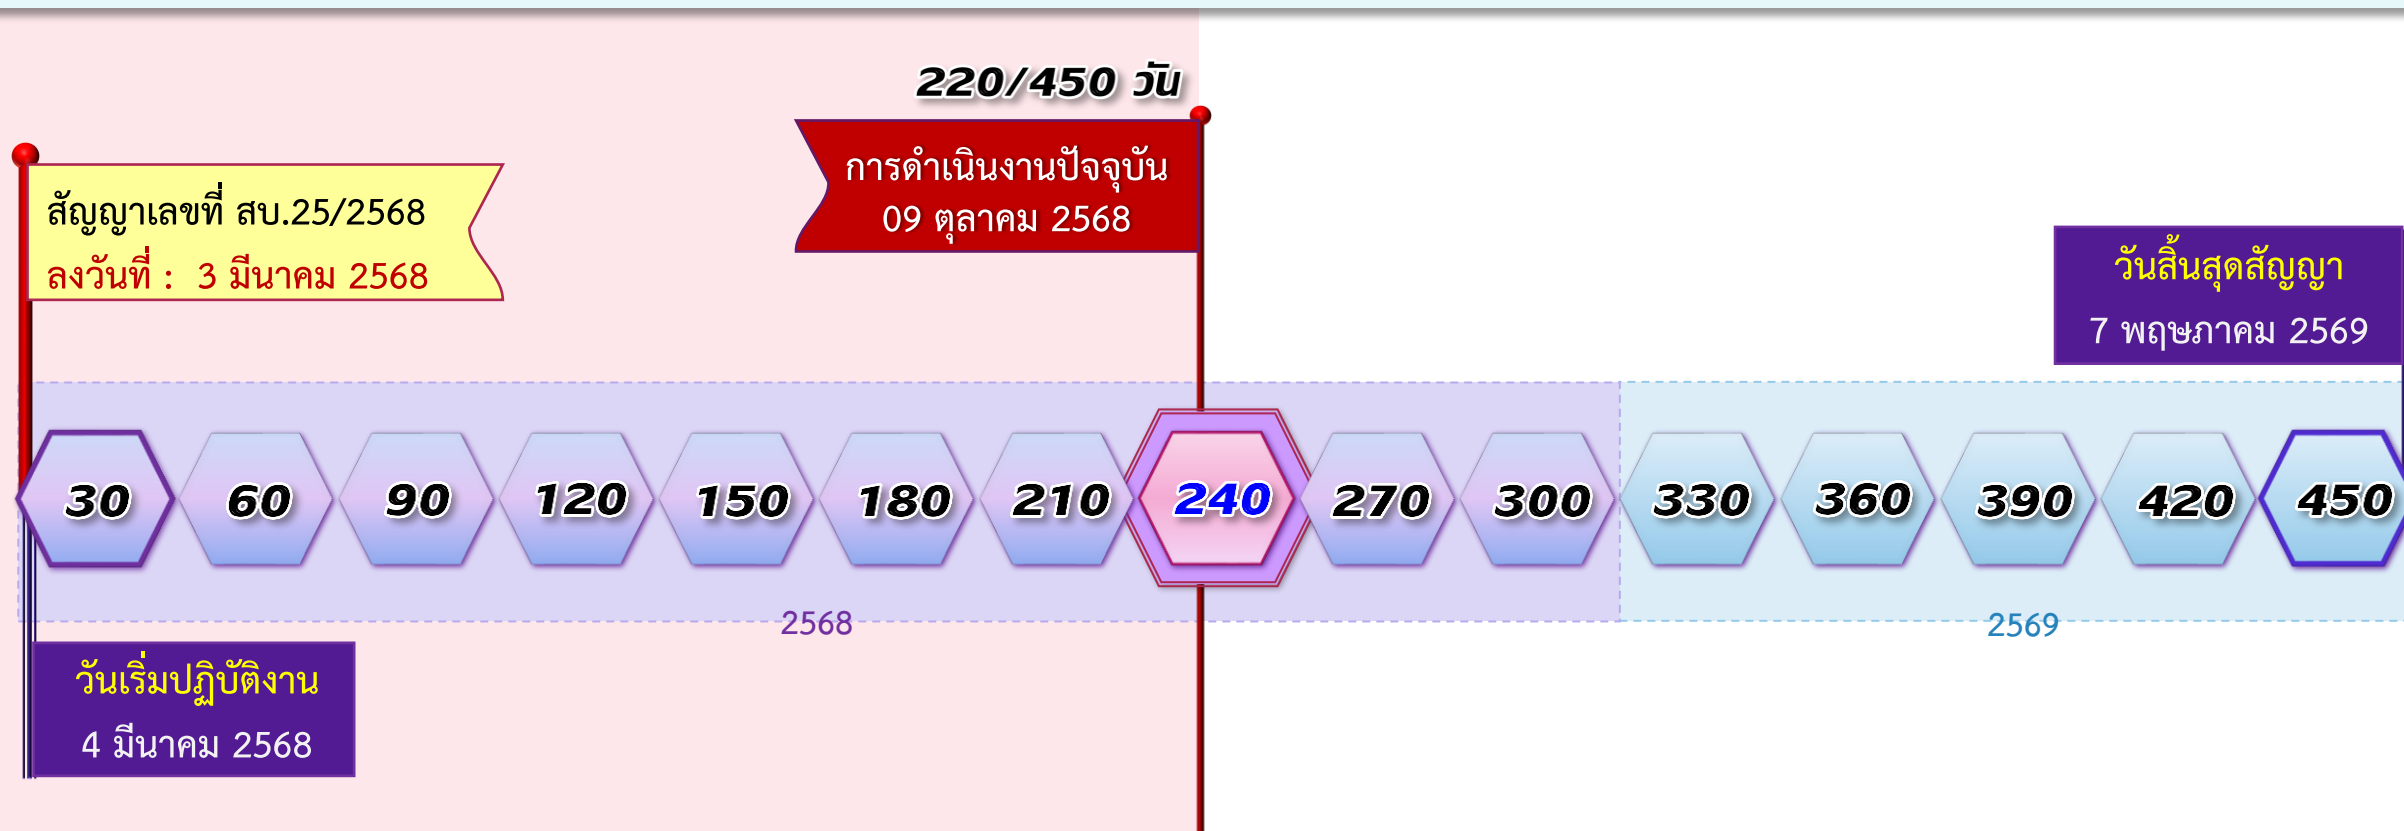 220/450 วัน
การดำเนินงานปัจจุบัน
09 ตุลาคม 2568
สัญญาเลขที่ สบ.25/2568
ลงวันที่ : 3 มีนาคม 2568
วันสิ้นสุดสัญญา
7 พฤษภาคม 2569
30 60 90 120 150 180 210 240 270 300 330 360 390 420 450
2568 2569
วันเริ่มปฏิบัติงาน
4 มีนาคม 2568